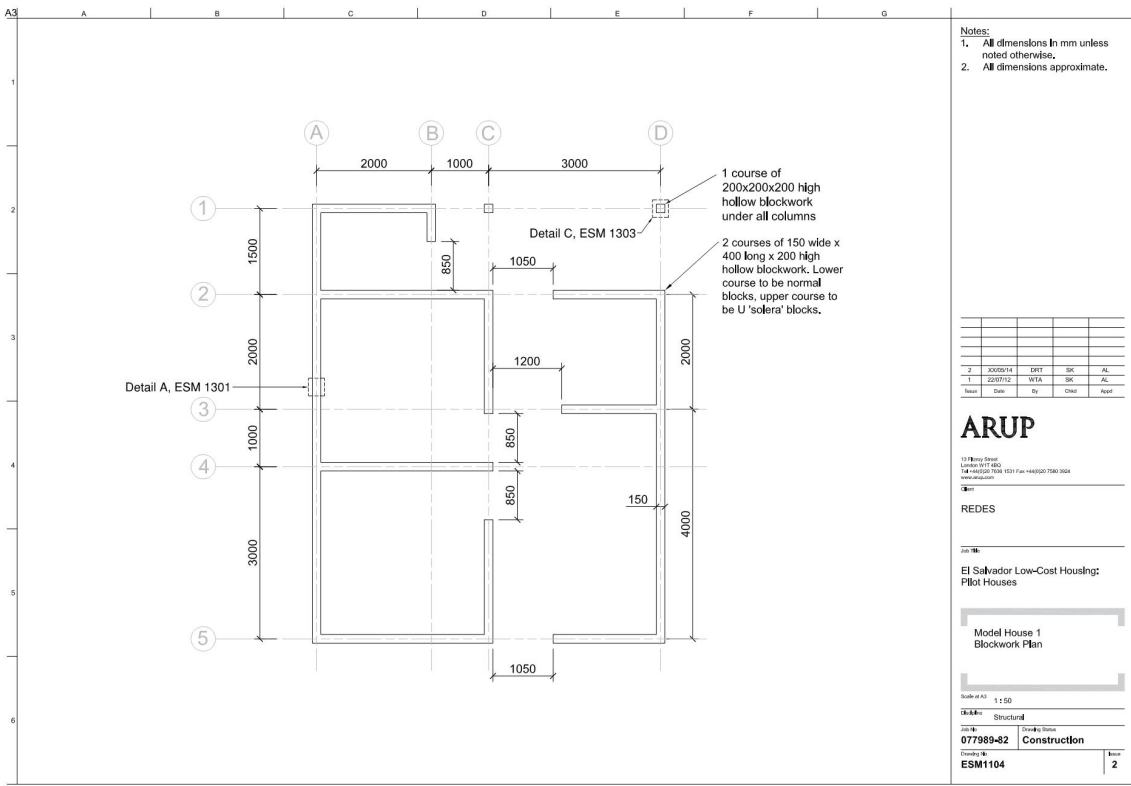 A3
A
B
C
D
E
F
G
1
2
3
4
5
6
A
B
C
D
2000
1000
3000
1
2
3
4
5
1500
2000
1000
3000
850
1050
1200
850
850
150
2000
4000
1050
Detail A, ESM 1301
Detail C, ESM 1303
1 course of
200x200x200 high
hollow blockwork
under all columns
2 courses of 150 wide x
400 long x 200 high
hollow blockwork. Lower
course to be normal
blocks, upper course to
be U 'solera' blocks.
Notes:
1. All dimensions in mm unless
noted otherwise.
2. All dimensions approximate.
2 XX/05/14 DRT SK AL
1 22/07/12 WTA SK AL
Issue Date By Chkd Appd
ARUP
13 Fitzroy Street
London W1T 4BQ
www.arup.com
Client
REDES
Job Title
El Salvador Low-Cost Housing:
Pilot Houses
Model House 1
Blockwork Plan
Scale at A3 1 : 50
Discipline Structural
Job No Drawing Status
077989-82 Construction
Drawing No Issue
ESM1104 2